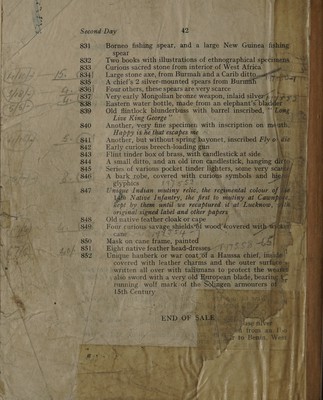 Second Day 42
831 Borneo fishing spear, and a large New Guinea fishing
spear
832 Two books with illustrations of ethnographical specimens
833 Curious sacred stone from interior of West Africa
834 Large stone axe, from Burmah and a Carib ditto
835 A chief's 2 silver-mounted spears from Burmah
836 Four others, these spears are very scarce
837 Very early Mongolian bronze weapon, inlaid silver
838 Eastern water bottle, made from an elephant's bladder
839 Old flintlock blunderbuss with barrel inscribed, " Long
Live King George "
840 Another, very fine specimen with inscription on mouth,
Happy is he that escapes me
841 Another, but without spring bayonet, inscribed Fly or die
842 Early curious breech-loading gun
843 Flint tinder box of brass, with candlestick at side
844 A small ditto, and an old iron candlestick, hanging
845 Series of various pocket tinder lighters, some very scarce
846 A bark robe, covered with curious symbols and
glyphics
847 Unique Indian mutiny relic, the regimental colour of
Native Infantry, the first to mutiny at Cawnpore,
kept by them until we recaptured it at Lucknow,
original signed label and other papers
848 Old native feather cloak or cape
849 Four curious savage shields of wood covered with woven
cane
850 Mask on cane frame, painted
851 Eight native feather head-dresses
852 Unique hauberk or war coat of a Haussa chief, inside
covered with leather charms and the outer surface
written all over with talismans to protect the wearer
also sword with a very old European blade, bearing
running wolf mark of the Solingen armourers of
15th Century
END OF SALE